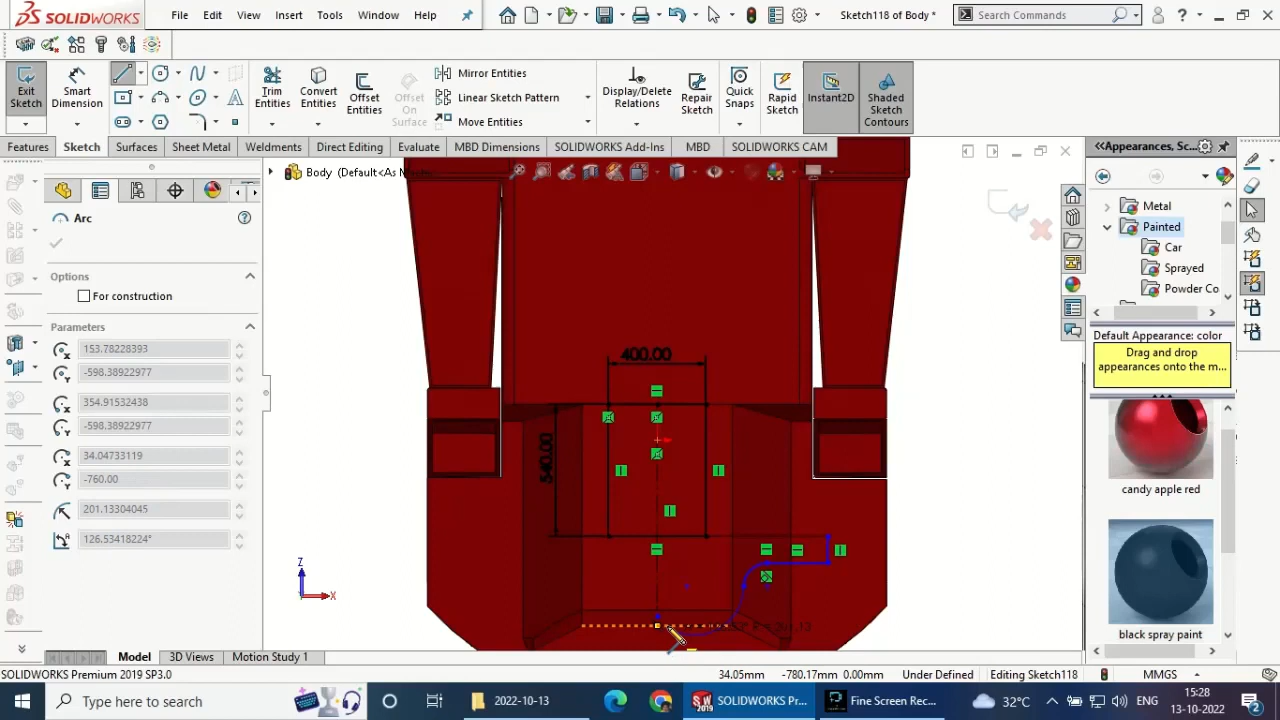 SOLIDWORKS
File Edit View Insert Tools Window Help
Sketch118 of Body *
Search Commands
Exit Sketch
Smart Dimension
Trim Entities
Convert Entities
Offset Entities
Offset On Surface
Mirror Entities
Linear Sketch Pattern
Move Entities
Display/Delete Relations
Repair Sketch
Quick Snaps
Rapid Sketch
Instant2D
Shaded Sketch Contours
Features Sketch Surfaces Sheet Metal Weldments Direct Editing Evaluate MBD Dimensions SOLIDWORKS Add-Ins MBD SOLIDWORKS CAM
Body (Default<As
Arc
Options
For construction
Parameters
153.78228393
-598.38922977
354.91532438
-598.38922977
34.04733119
-760.00
201.13304045
126.53418224°
400.00
540.00
Z
X
<<Appearances, Sc...
Metal
Painted
Car
Sprayed
Powder Co
Default Appearance: color
Drag and drop appearances onto the m...
candy apple red
black spray paint
Model 3D Views Motion Study 1
SOLIDWORKS Premium 2019 SP3.0
34.05mm -780.17mm 0.00mm Under Defined Editing Sketch118 MMGS
Type here to search
2022-10-13
SOLIDWORKS Pr...
Fine Screen Rec...
32°C
ENG
15:28
13-10-2022
2